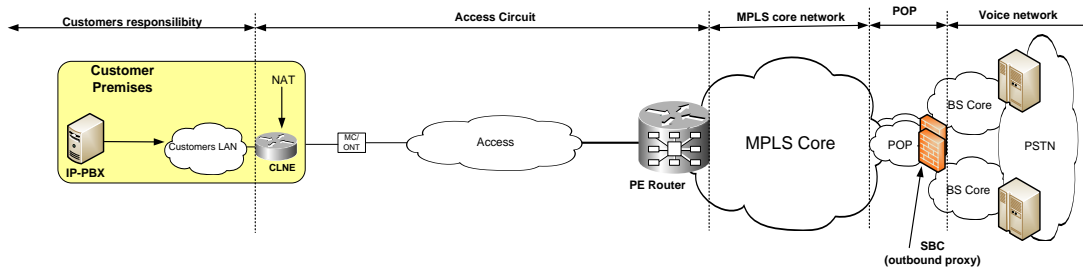 Customers responsilibity
Access Circuit
MPLS core network
POP
Voice network
Customer
Premises
NAT
IP-PBX
Customers LAN
CLNE
MC/
ONT
Access
PE Router
MPLS Core
POP
BS Core
BS Core
PSTN
SBC
(outbound proxy)